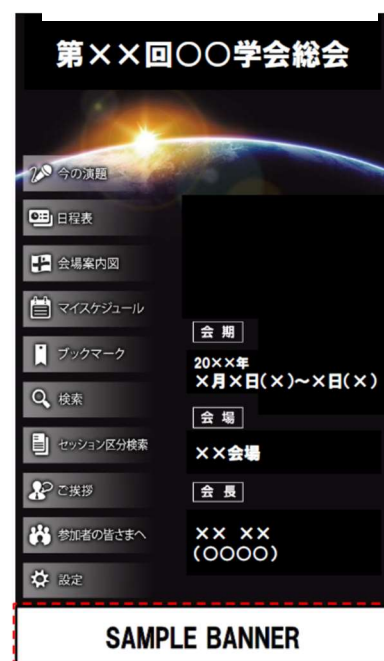 第××回○○学会総会
今の演題
日程表
会場案内図
マイスケジュール
ブックマーク
検索
セッション区分検索
ご挨拶
参加者の皆さまへ
設定
会 期
20××年
×月×日(×)~×日(×)
会 場
××会場
会 長
×× ××
(○○○○)
SAMPLE BANNER